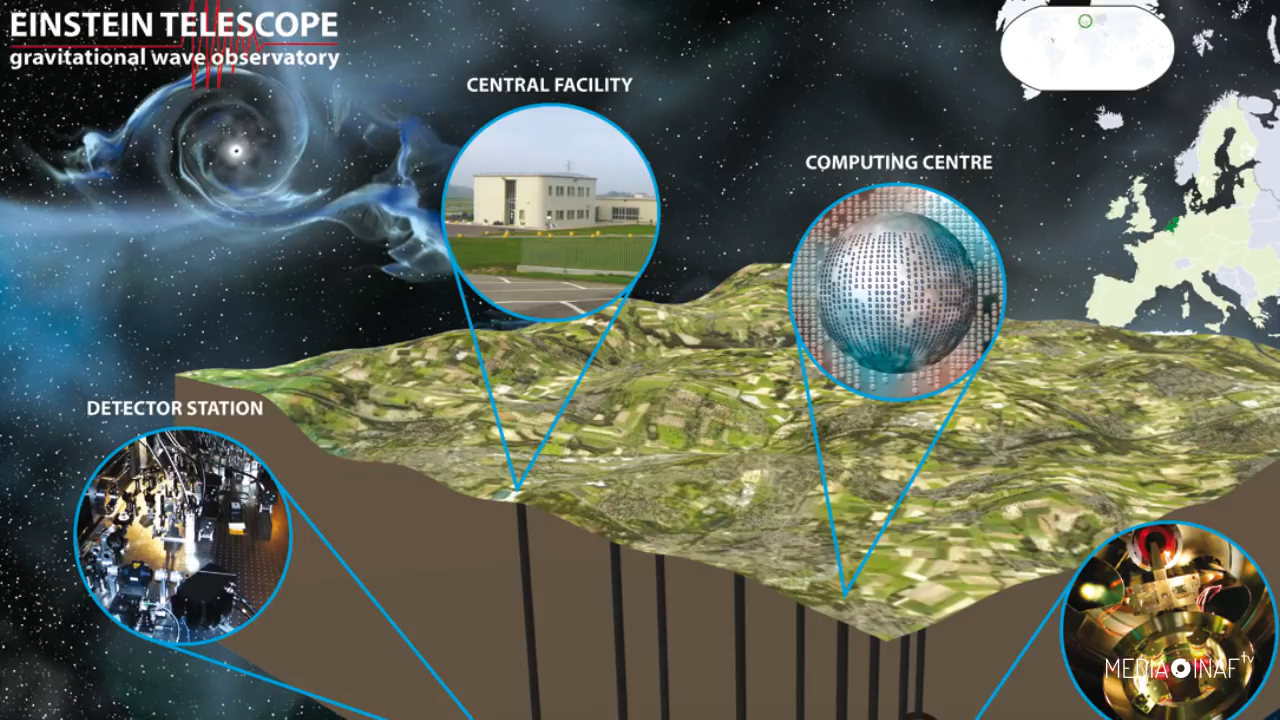 EINSTEIN TELESCOPE
gravitational wave observatory
CENTRAL FACILITY
COMPUTING CENTRE
DETECTOR STATION
MEDIA INAF tv